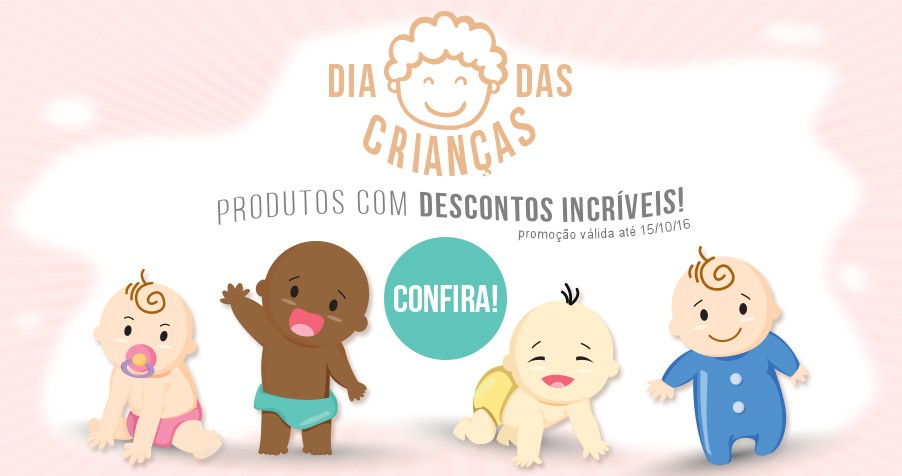 DIA DAS
CRIANÇAS
PRODUTOS COM DESCONTOS INCRÍVEIS!
promoção válida até 15/10/16
CONFIRA!